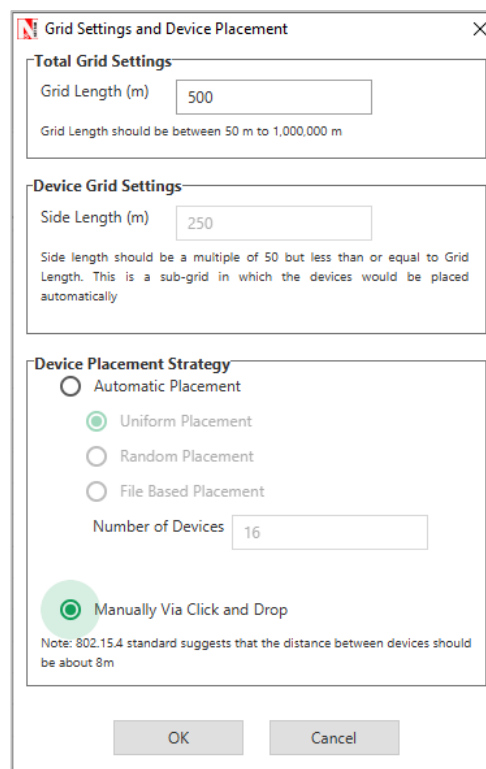 Grid Settings and Device Placement
Total Grid Settings
Grid Length (m) 500
Grid Length should be between 50 m to 1,000,000 m
Device Grid Settings
Side Length (m) 250
Side length should be a multiple of 50 but less than or equal to Grid
Length. This is a sub-grid in which the devices would be placed
automatically
Device Placement Strategy
Automatic Placement
Uniform Placement
Random Placement
File Based Placement
Number of Devices 16
Manually Via Click and Drop
Note: 802.15.4 standard suggests that the distance between devices should
be about 8m
OK Cancel